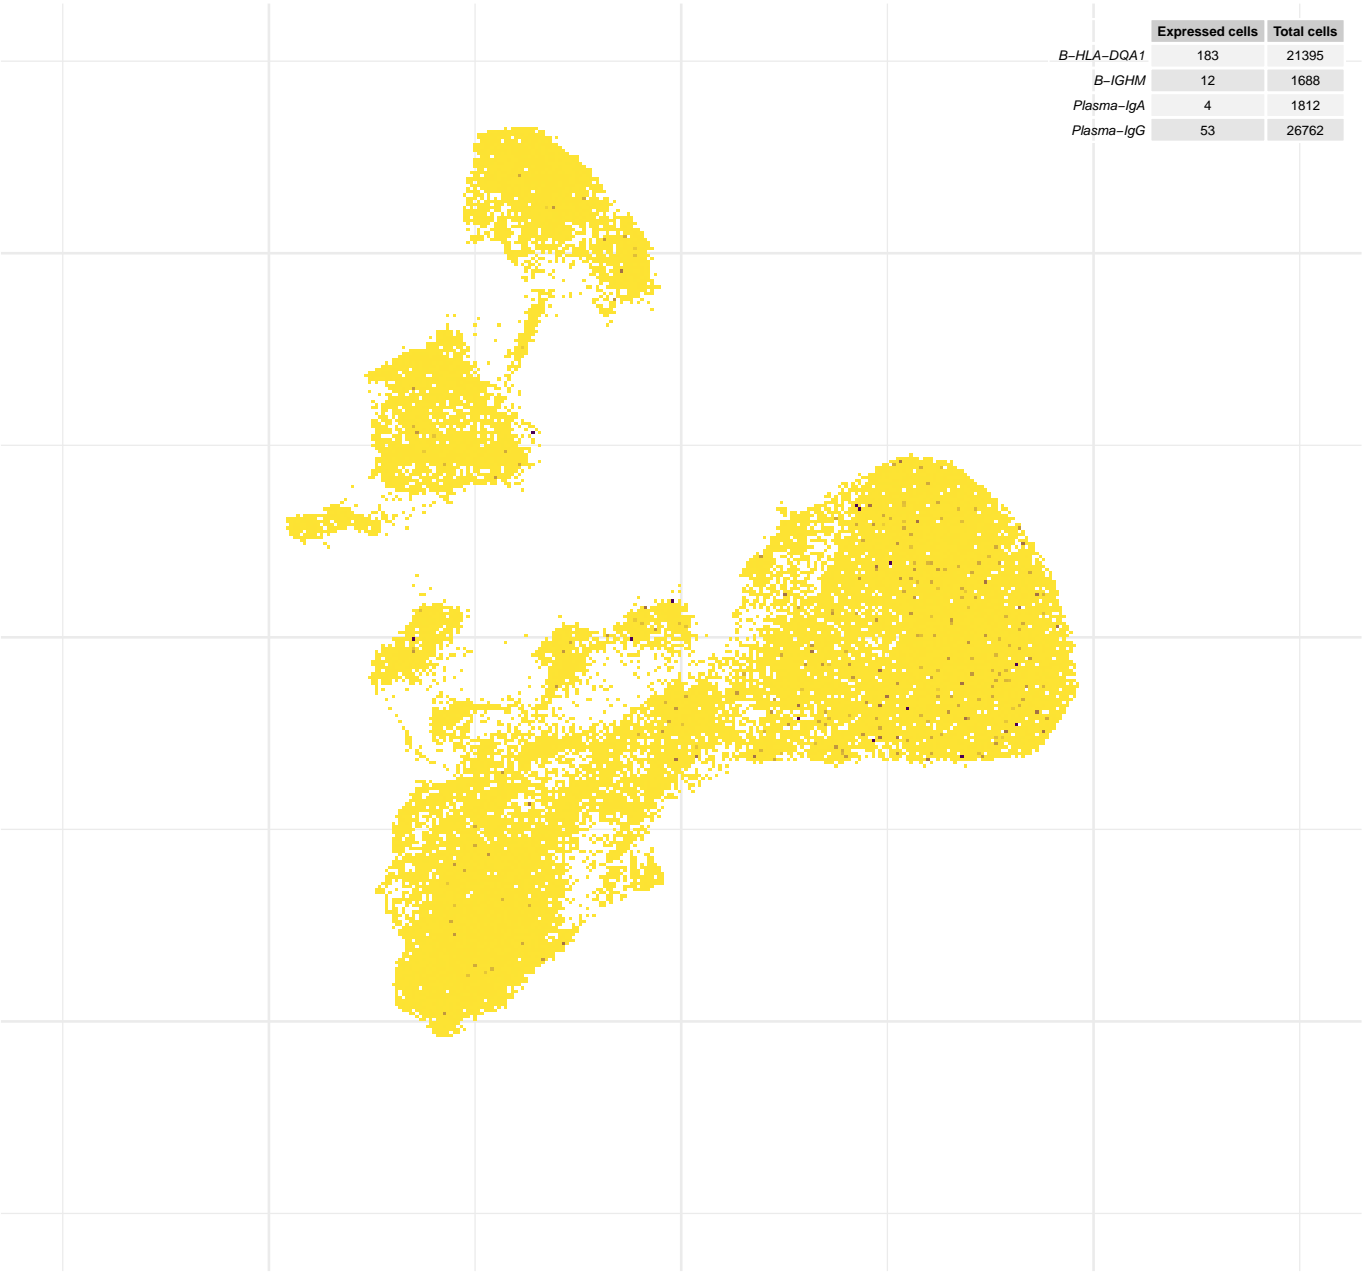 Expressed cells Total cells
B−HLA−DQA1 183 21395
B−IGHM 12 1688
Plasma−IgA 4 1812
Plasma−IgG 53 26762